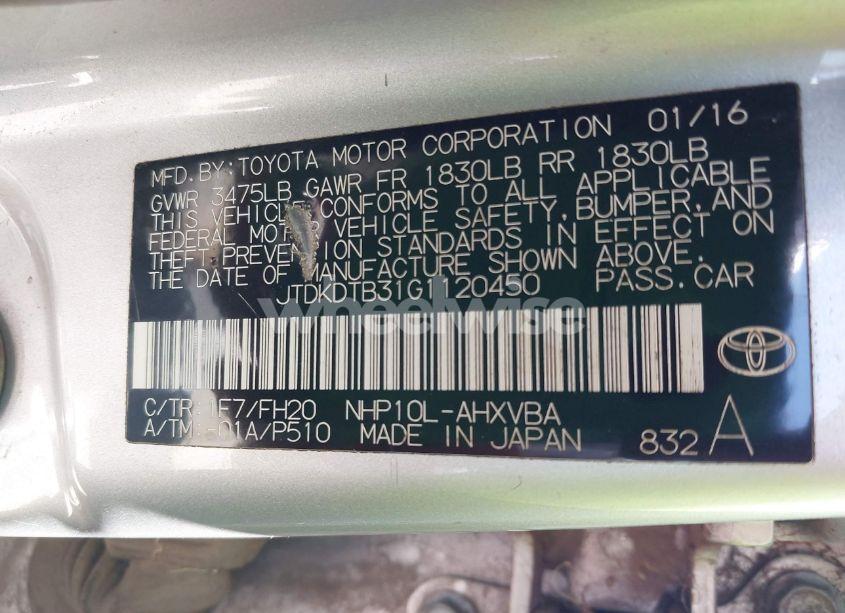 MFD.BY:TOYOTA MOTOR CORPORATION 01/16
GVWR 3475LB GAWR FR 1830LB RR 1830LB
THIS VEHICLE CONFORMS TO ALL APPLICABLE
FEDERAL MOTOR VEHICLE SAFETY,BUMPER,AND
THEFT PREVENTION STANDARDS IN EFFECT ON
THE DATE OF MANUFACTURE SHOWN ABOVE.
JTDKDTB31G1120450 PASS.CAR
wheelwise
C/TR:1F7/FH20 NHP10L-AHXVBA
A/TM:-01A/P510 MADE IN JAPAN 832 A